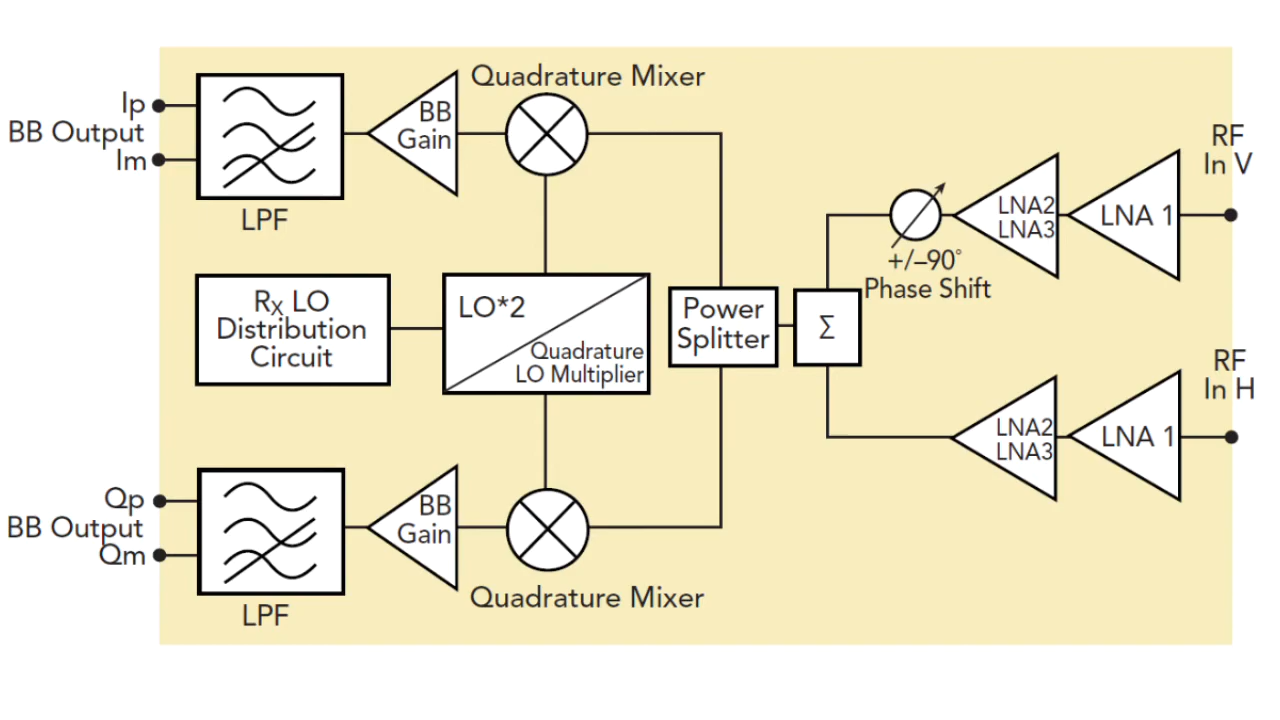 Quadrature Mixer
Ip
BB Output
Im
BB
Gain
LPF
RF
In V
LNA2
LNA3
LNA 1
+/–90°
Phase Shift
Rx LO
Distribution
Circuit
LO*2
Quadrature
LO Multiplier
Power
Splitter
Σ
RF
In H
LNA2
LNA3
LNA 1
Qp
BB Output
Qm
BB
Gain
LPF
Quadrature Mixer